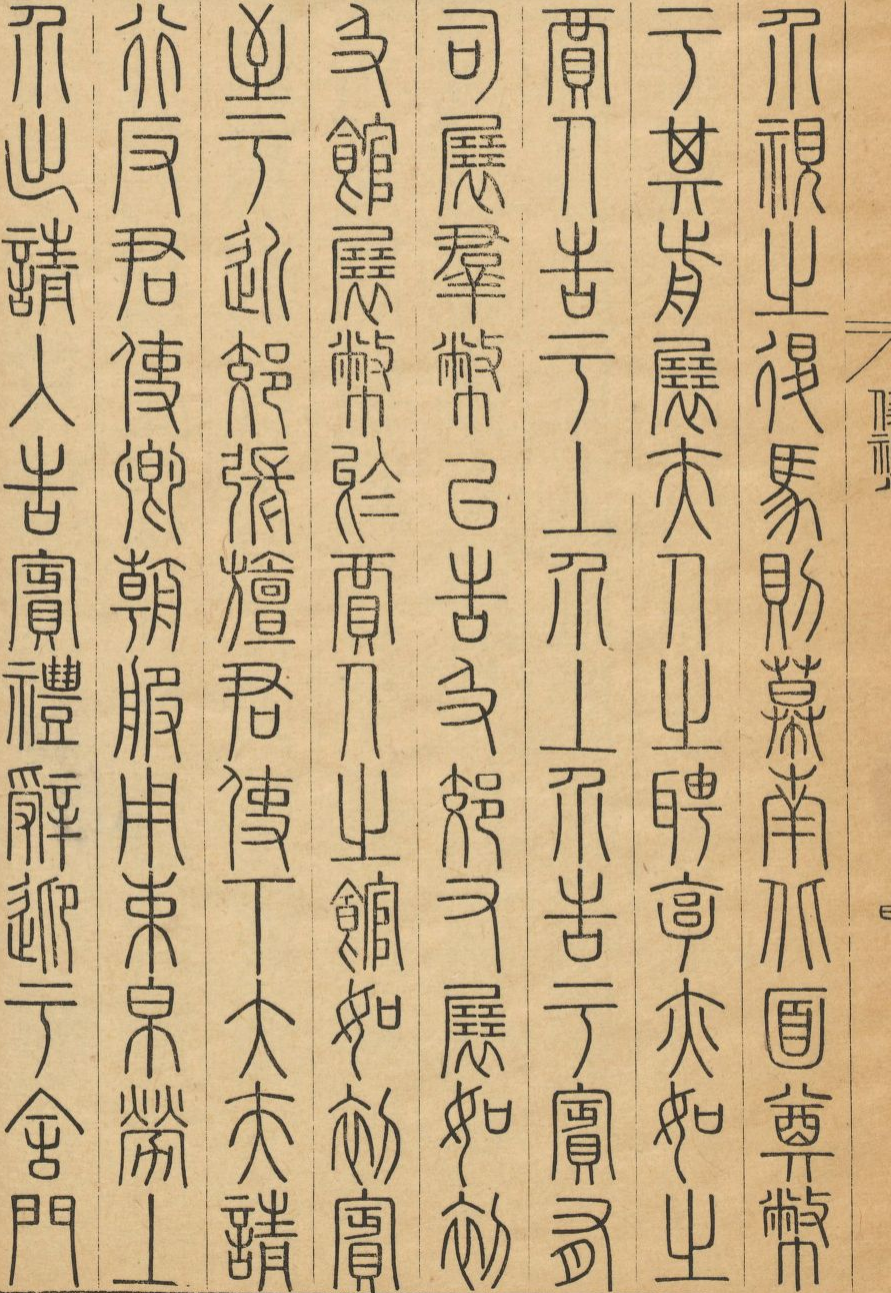 介視之退馬則幕南北面奠幣
于其前展夫人之聘享亦如之
賈人告于上介上介告于賓有
司展羣幣㠯告及郊又展如初
及館展幣於賈人之館如初賓
至于近郊張旜君使下大夫請
行反君使卿朝服用束帛勞上
介出請入告賓禮辭迎于舍門